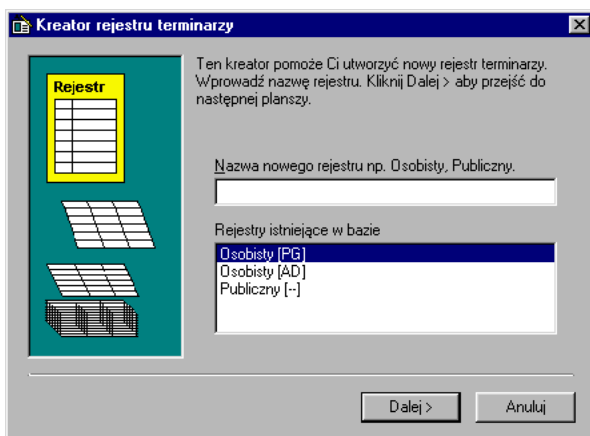 Kreator rejestru terminarzy
Ten kreator pomoże Ci utworzyć nowy rejestr terminarzy.
Wprowadź nazwę rejestru. Kliknij Dalej > aby przejść do
następnej planszy.
Rejestr
Nazwa nowego rejestru np. Osobisty, Publiczny.
Rejestry istniejące w bazie
Osobisty [PG]
Osobisty [AD]
Publiczny [--]
Dalej >
Anuluj